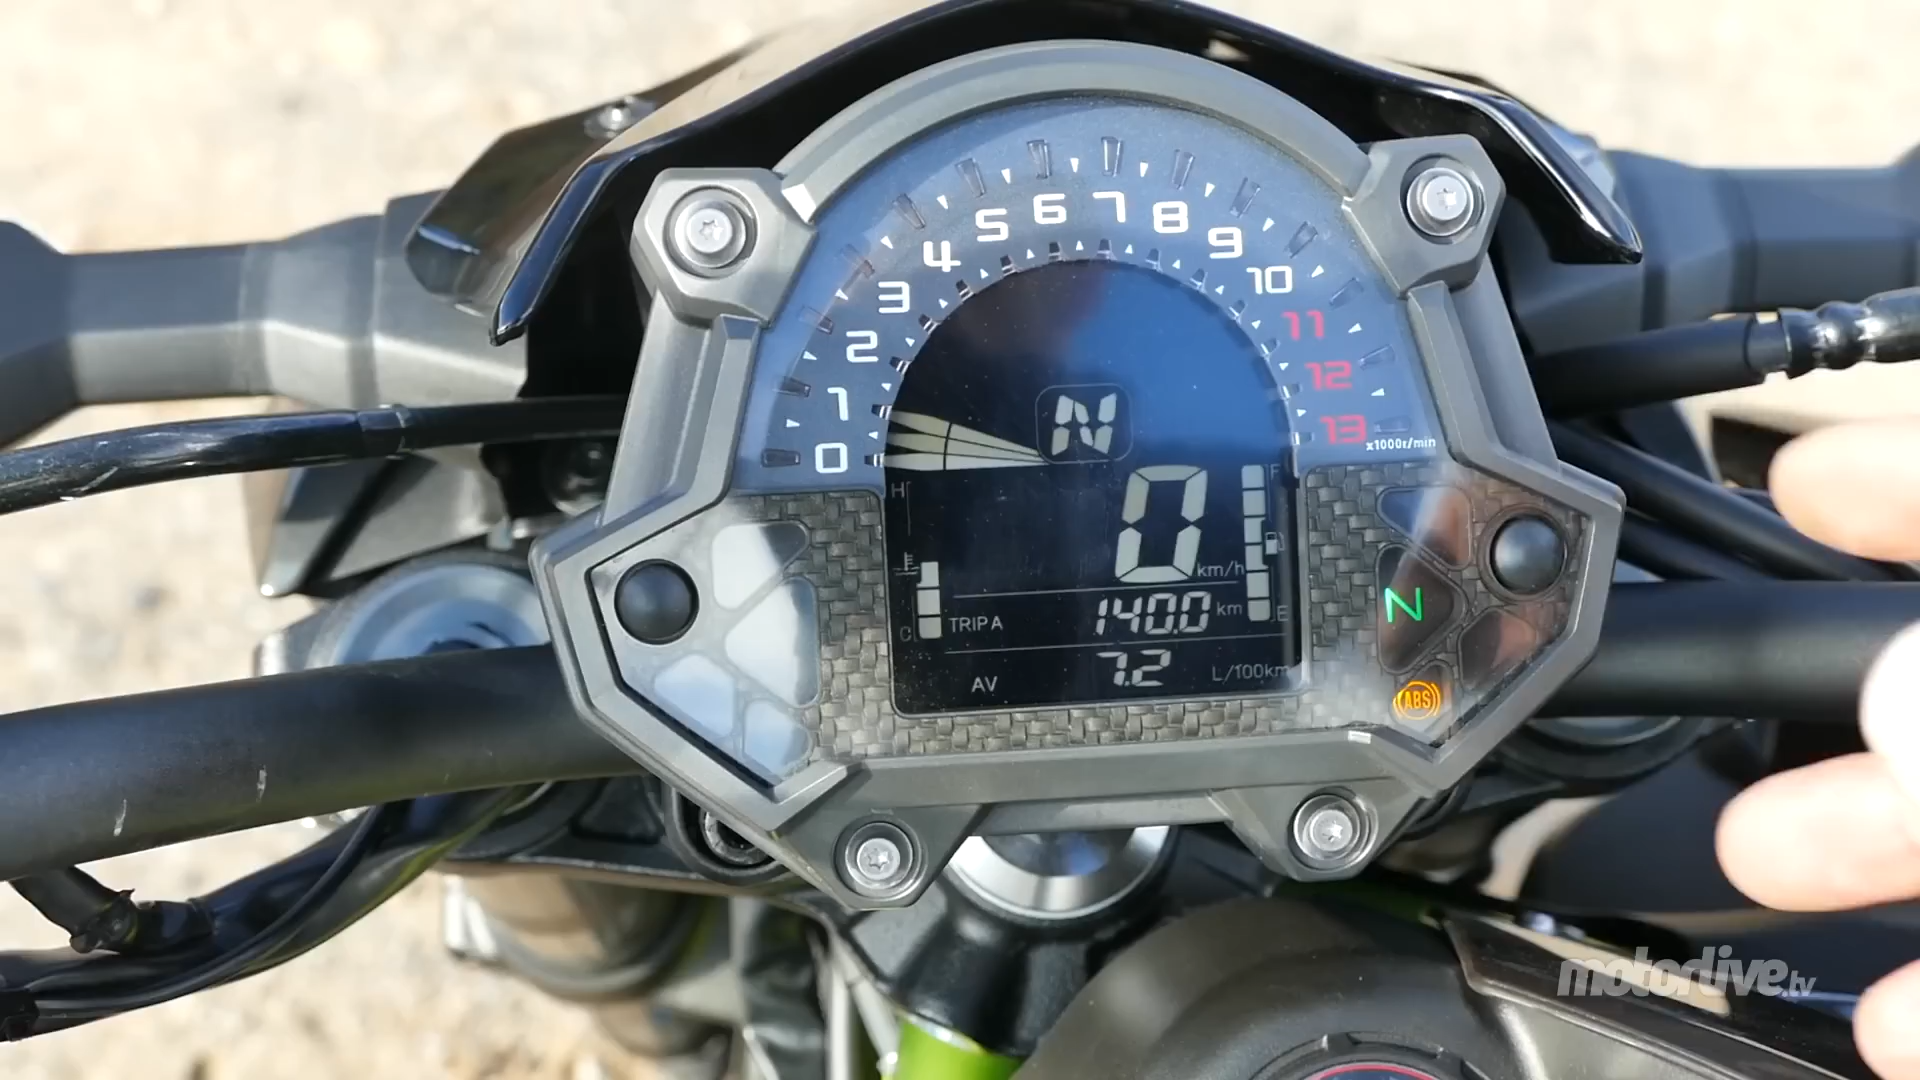 0 1 2 3 4 5 6 7 8 9 10 11 12 13
x1000r/min
N
H
F
0 km/h
C
E
TRIP A 140.0 km
AV 7.2 L/100km
N
ABS
motordive.tv